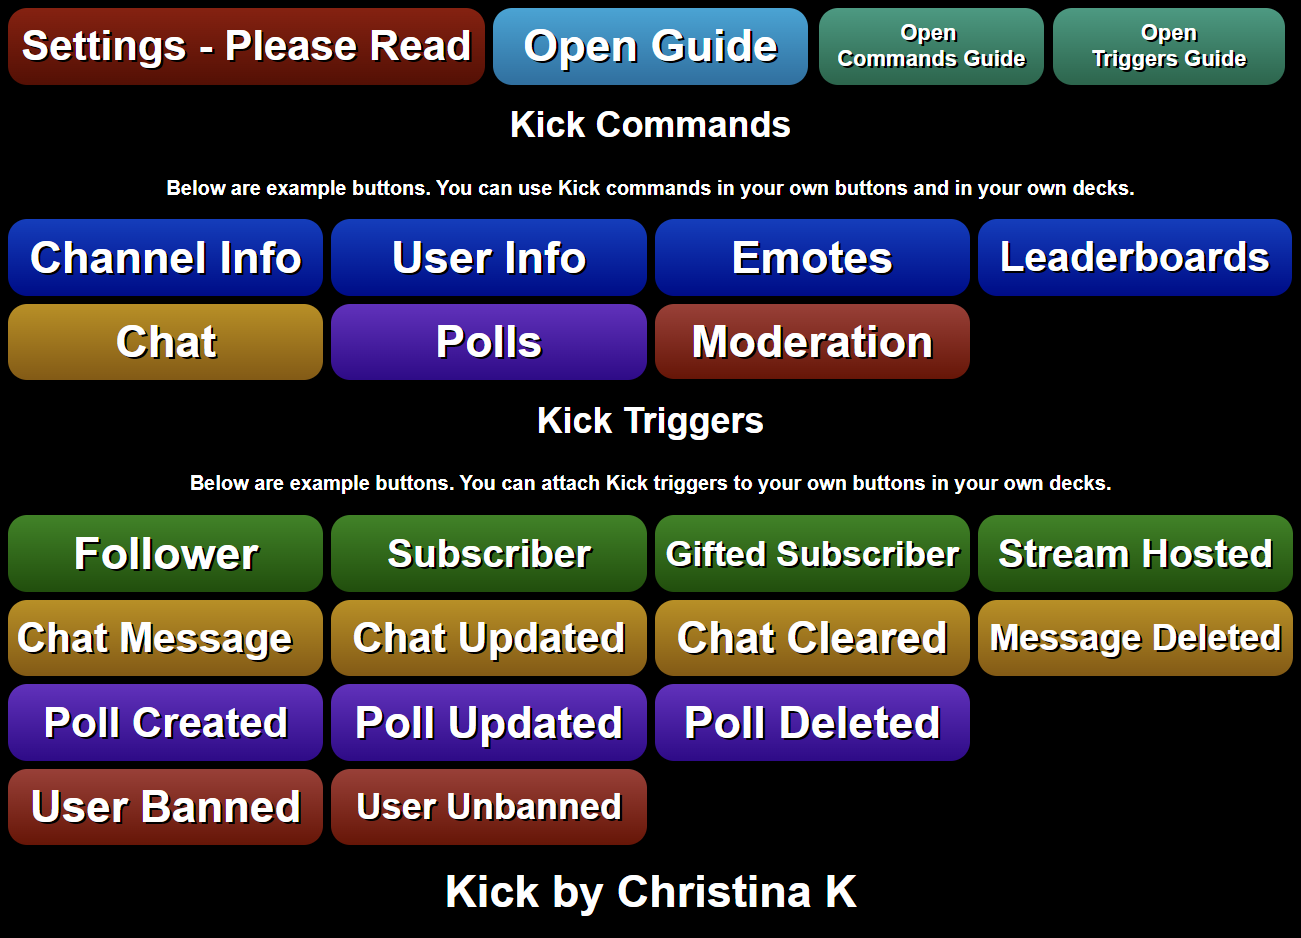 Settings - Please Read
Open Guide
Open
Commands Guide
Open
Triggers Guide
Kick Commands
Below are example buttons. You can use Kick commands in your own buttons and in your own decks.
Channel Info
User Info
Emotes
Leaderboards
Chat
Polls
Moderation
Kick Triggers
Below are example buttons. You can attach Kick triggers to your own buttons in your own decks.
Follower
Subscriber
Gifted Subscriber
Stream Hosted
Chat Message
Chat Updated
Chat Cleared
Message Deleted
Poll Created
Poll Updated
Poll Deleted
User Banned
User Unbanned
Kick by Christina K